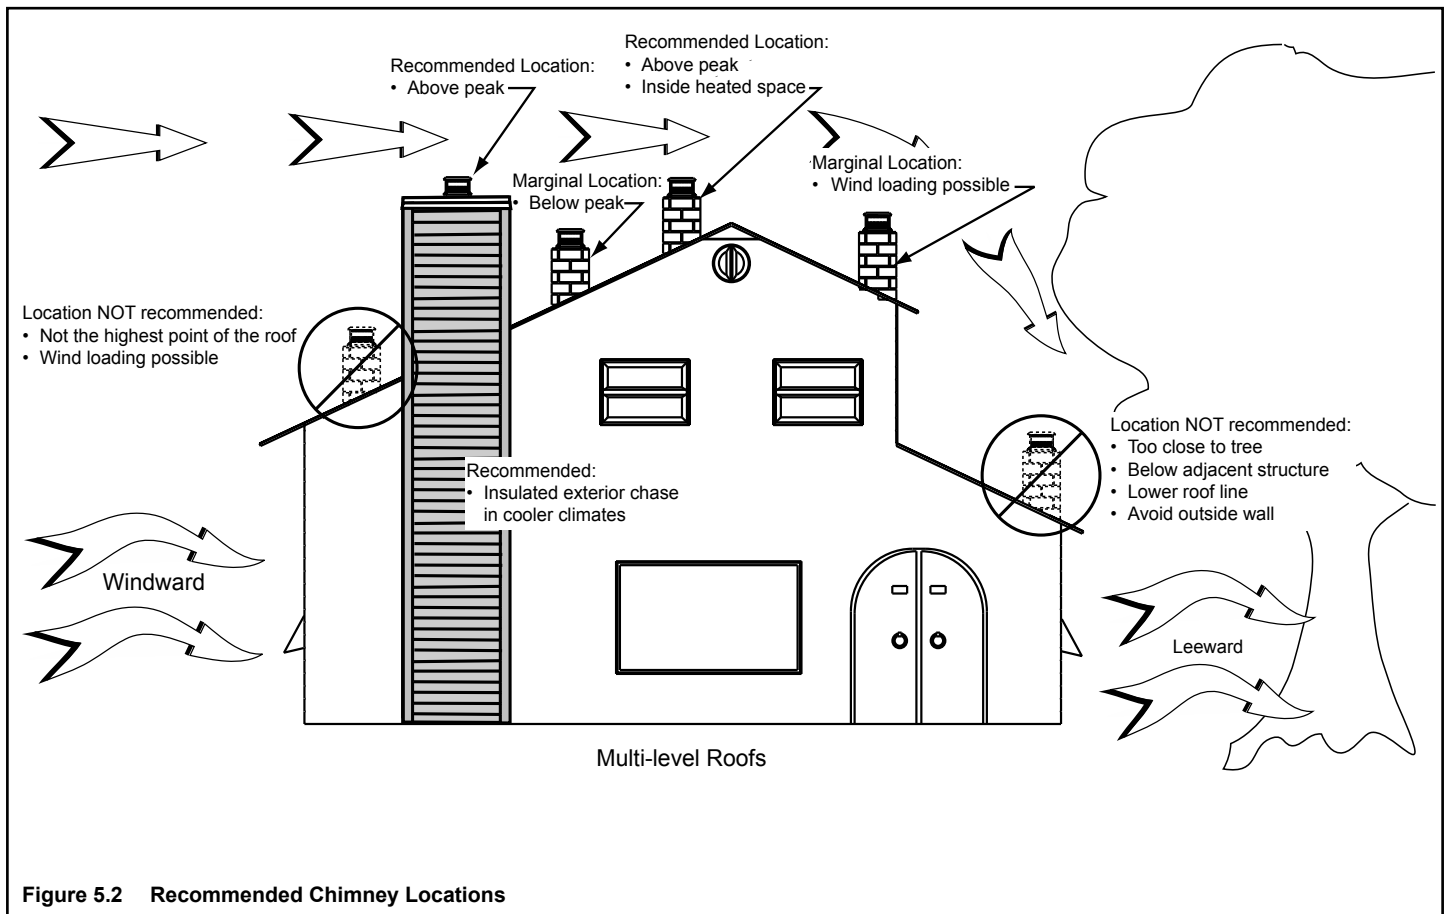 Recommended Location:
• Above peak
Recommended Location:
• Above peak
• Inside heated space
Marginal Location:
• Below peak
Marginal Location:
• Wind loading possible
Location NOT recommended:
• Not the highest point of the roof
• Wind loading possible
Recommended:
• Insulated exterior chase
in cooler climates
Location NOT recommended:
• Too close to tree
• Below adjacent structure
• Lower roof line
• Avoid outside wall
Windward
Leeward
Multi-level Roofs
Figure 5.2 Recommended Chimney Locations